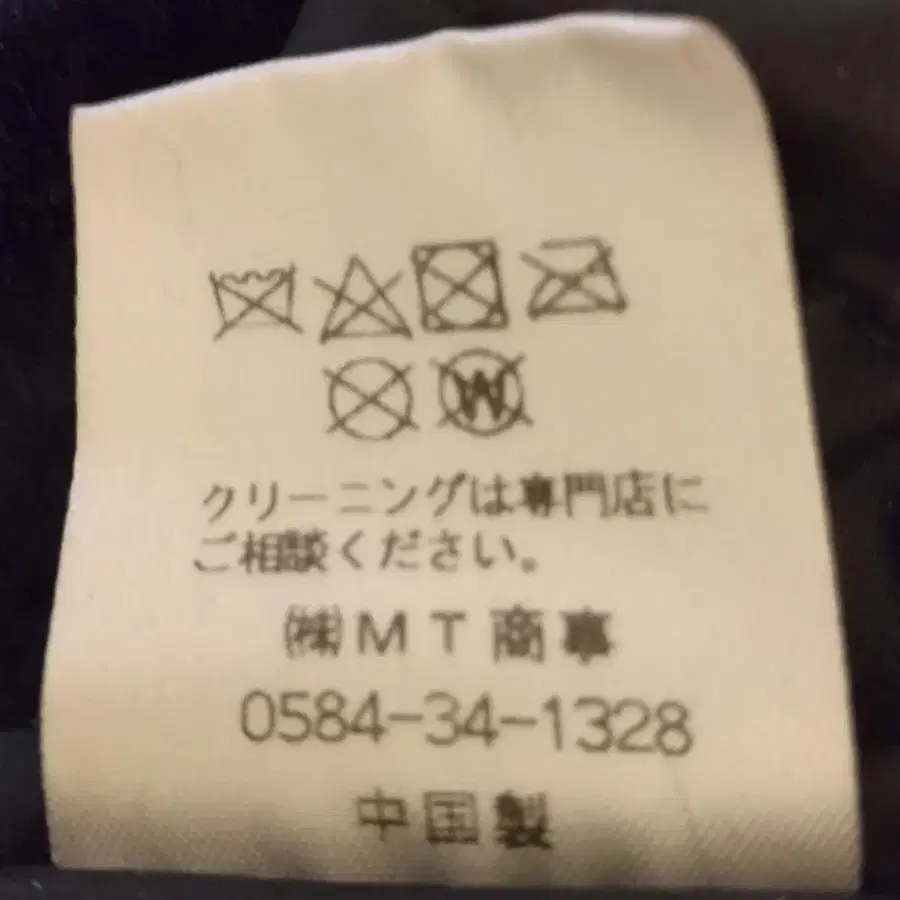 W
クリーニングは専門店に
ご相談ください。
㈱MT商事
0584-34-1328
中国製